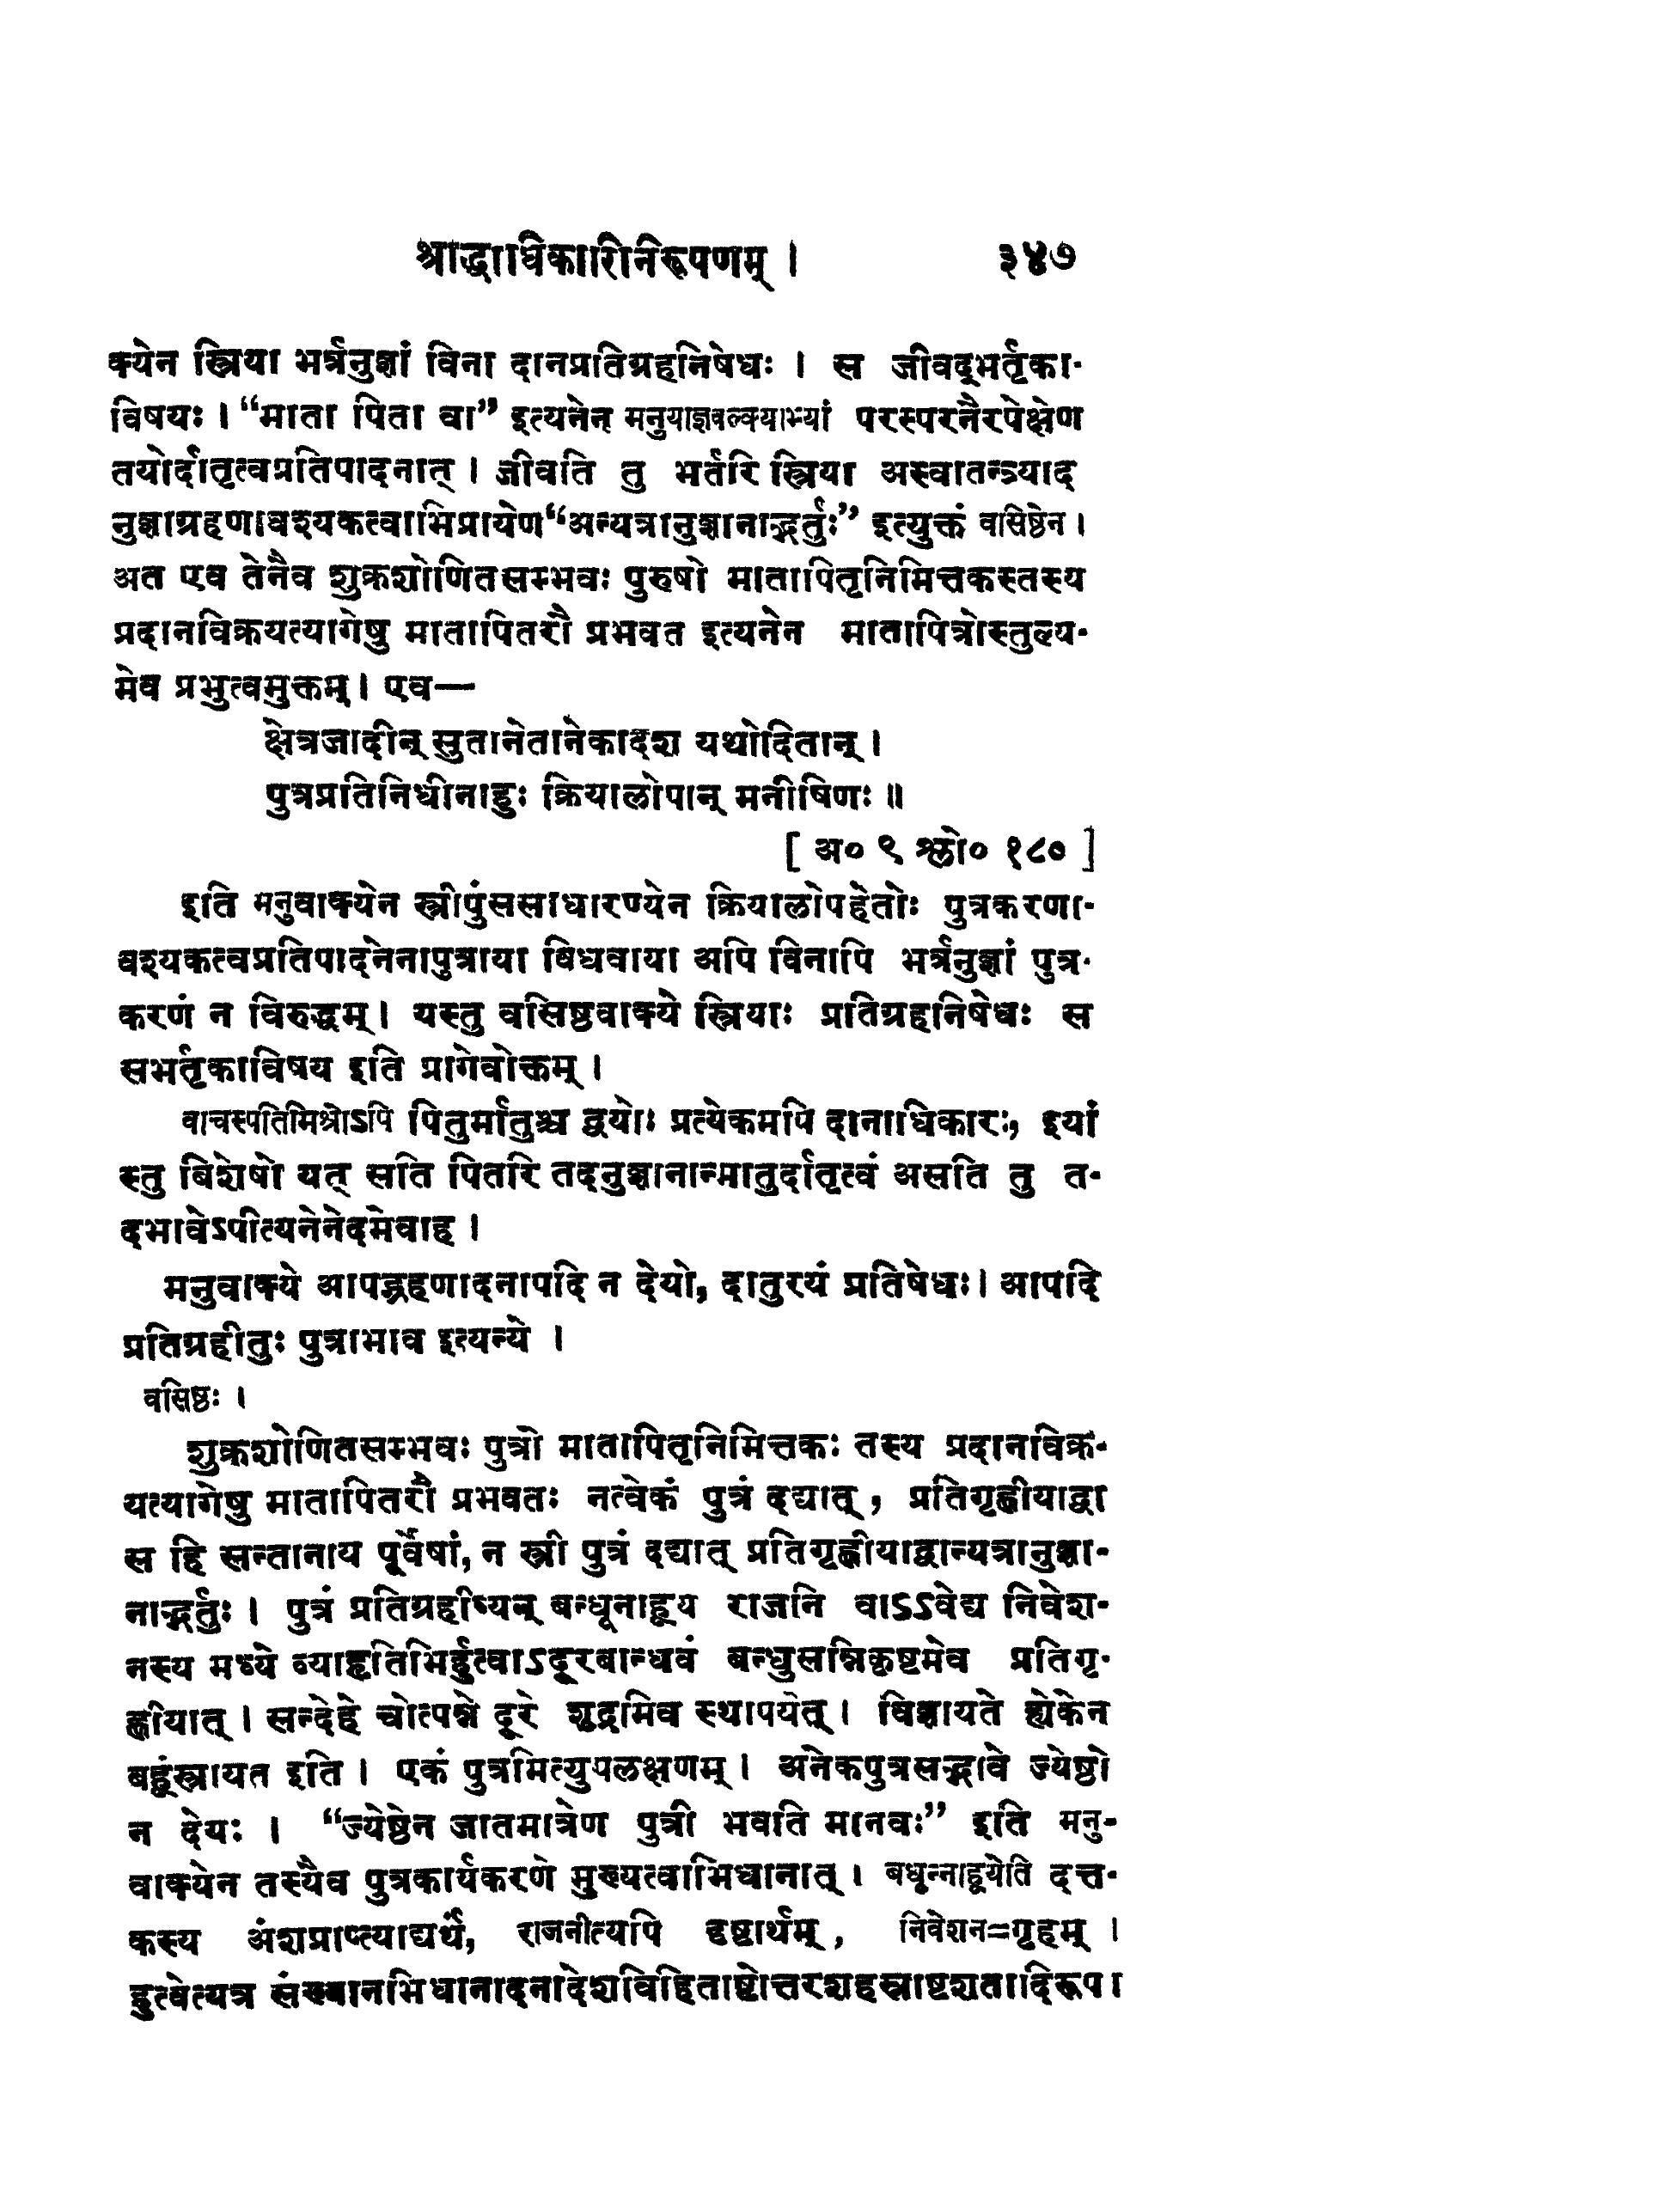 श्राद्धाधिकारिनिरूपणम् । ३४७
क्येन स्त्रिया भर्त्रनुज्ञां विना दानप्रतिग्रहनिषेधः । स जीवद्भर्तृका-
विषयः । “माता पिता वा” इत्यनेन मनुयाज्ञवल्क्याभ्यां परस्परनैरपेक्षेण
तयोर्दातृत्वप्रतिपादनात् । जीवति तु भर्तरि स्त्रिया अस्वातन्त्र्याद
नुज्ञाग्रहणावश्यकत्वाभिप्रायेण“अन्यत्रानुज्ञानाद्भर्तुः” इत्युक्तं वसिष्ठेन ।
अत एव तेनैव शुक्रशोणितसम्भवः पुरुषो मातापितृनिमित्तकस्तस्य
प्रदानविक्रयत्यागेषु मातापितरौ प्रभवत इत्यनेन मातापित्रोस्तुल्य-
मेव प्रभुत्वमुक्तम् । एव—
क्षेत्रजादीन् सुतानेतानेकादश यथोदितान् ।
पुत्रप्रतिनिधीनाहुः क्रियालोपान् मनीषिणः ॥
[ अ० ९ श्लो० १८० ]
इति मनुवाक्येन स्त्रीपुंससाधारण्येन क्रियालोपहेतोः पुत्रकरणा-
वश्यकत्वप्रतिपादनेनापुत्राया विधवाया अपि विनापि भर्त्रनुज्ञां पुत्र-
करणं न विरुद्धम् । यस्तु वसिष्ठवाक्ये स्त्रियाः प्रतिग्रहनिषेधः स
सभर्तृकाविषय इति प्रागेवोक्तम् ।
वाचस्पतिमिश्रोऽपि पितुर्मातुश्च द्वयोः प्रत्येकमपि दानाधिकारः, इयां
स्तु बिशेषो यत् सति पितरि तदनुज्ञानान्मातुर्दातृत्वं असति तु त-
दभावेऽपीत्यनेनेदमेवाह ।
मनुवाक्ये आपद्ग्रहणादनापदि न देयो, दातुरयं प्रतिषेधः । आपदि
प्रतिग्रहीतुः पुत्राभाव इत्यन्ये ।
वसिष्ठः ।
शुक्रशोणितसम्भवः पुत्रो मातापितृनिमित्तकः तस्य प्रदानविक्र-
यत्यागेषु मातापितरौ प्रभवतः नत्वेकं पुत्रं दद्यात् , प्रतिगृह्णीयाद्वा
स हि सन्तानाय पूर्वेषां, न स्त्री पुत्रं दद्यात् प्रतिगृह्णीयाद्वान्यत्रानुज्ञा-
नाद्भर्तुः । पुत्रं प्रतिग्रहीष्यन् बन्धूनाहूय राजनि वाऽऽवेद्य निवेश-
नस्य मध्ये व्याहृतिभिर्हुत्वाऽदूरबान्धवं बन्धुसन्निकृष्टमेव प्रतिगृ-
ह्णीयात् । सन्देहे चोत्पन्ने दूरे शूद्रमिव स्थापयेत् । विज्ञायते ह्येकेन
बहूंस्त्रायत इति । एकं पुत्रमित्युपलक्षणम् । अनेकपुत्रसद्भावे ज्येष्ठो
न देयः । “ज्येष्ठेन जातमात्रेण पुत्री भवति मानवः” इति मनु-
वाक्येन तस्यैव पुत्रकार्यकरणे मुख्यत्वाभिधानात् । बधून्नाहूयेति दत्त-
कस्य अंशप्राप्त्याद्यर्थं, राजनीत्यपि दृष्टार्थम् , निवेशन=गृहम् ।
हुत्वेत्यत्र संख्यानभिधानादनादेशविहिताष्टोत्तरशहस्राष्टशतादिरूपा